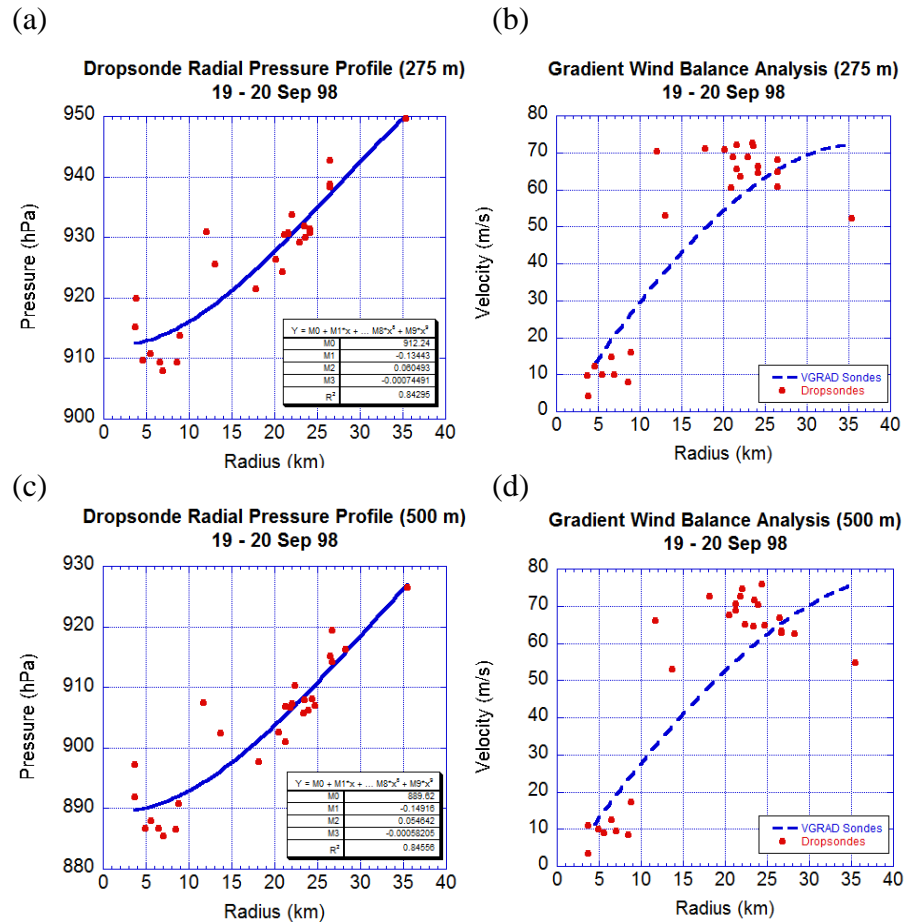 (a)
Dropsonde Radial Pressure Profile (275 m)
19 - 20 Sep 98
Pressure (hPa)
950
940
930
920
910
900
0 5 10 15 20 25 30 35 40
Radius (km)
Y = M0 + M1*x + ... M8*x⁸ + M9*x⁹
M0 912.24
M1 -0.13443
M2 0.060493
M3 -0.00074491
R² 0.84295
(b)
Gradient Wind Balance Analysis (275 m)
19 - 20 Sep 98
Velocity (m/s)
80
70
60
50
40
30
20
10
0
0 5 10 15 20 25 30 35 40
Radius (km)
VGRAD Sondes
Dropsondes
(c)
Dropsonde Radial Pressure Profile (500 m)
19 - 20 Sep 98
Pressure (hPa)
930
920
910
900
890
880
0 5 10 15 20 25 30 35 40
Radius (km)
Y = M0 + M1*x + ... M8*x⁸ + M9*x⁹
M0 889.62
M1 -0.14916
M2 0.054642
M3 -0.00058205
R² 0.84556
(d)
Gradient Wind Balance Analysis (500 m)
19 - 20 Sep 98
Velocity (m/s)
80
70
60
50
40
30
20
10
0
0 5 10 15 20 25 30 35 40
Radius (km)
VGRAD Sondes
Dropsondes